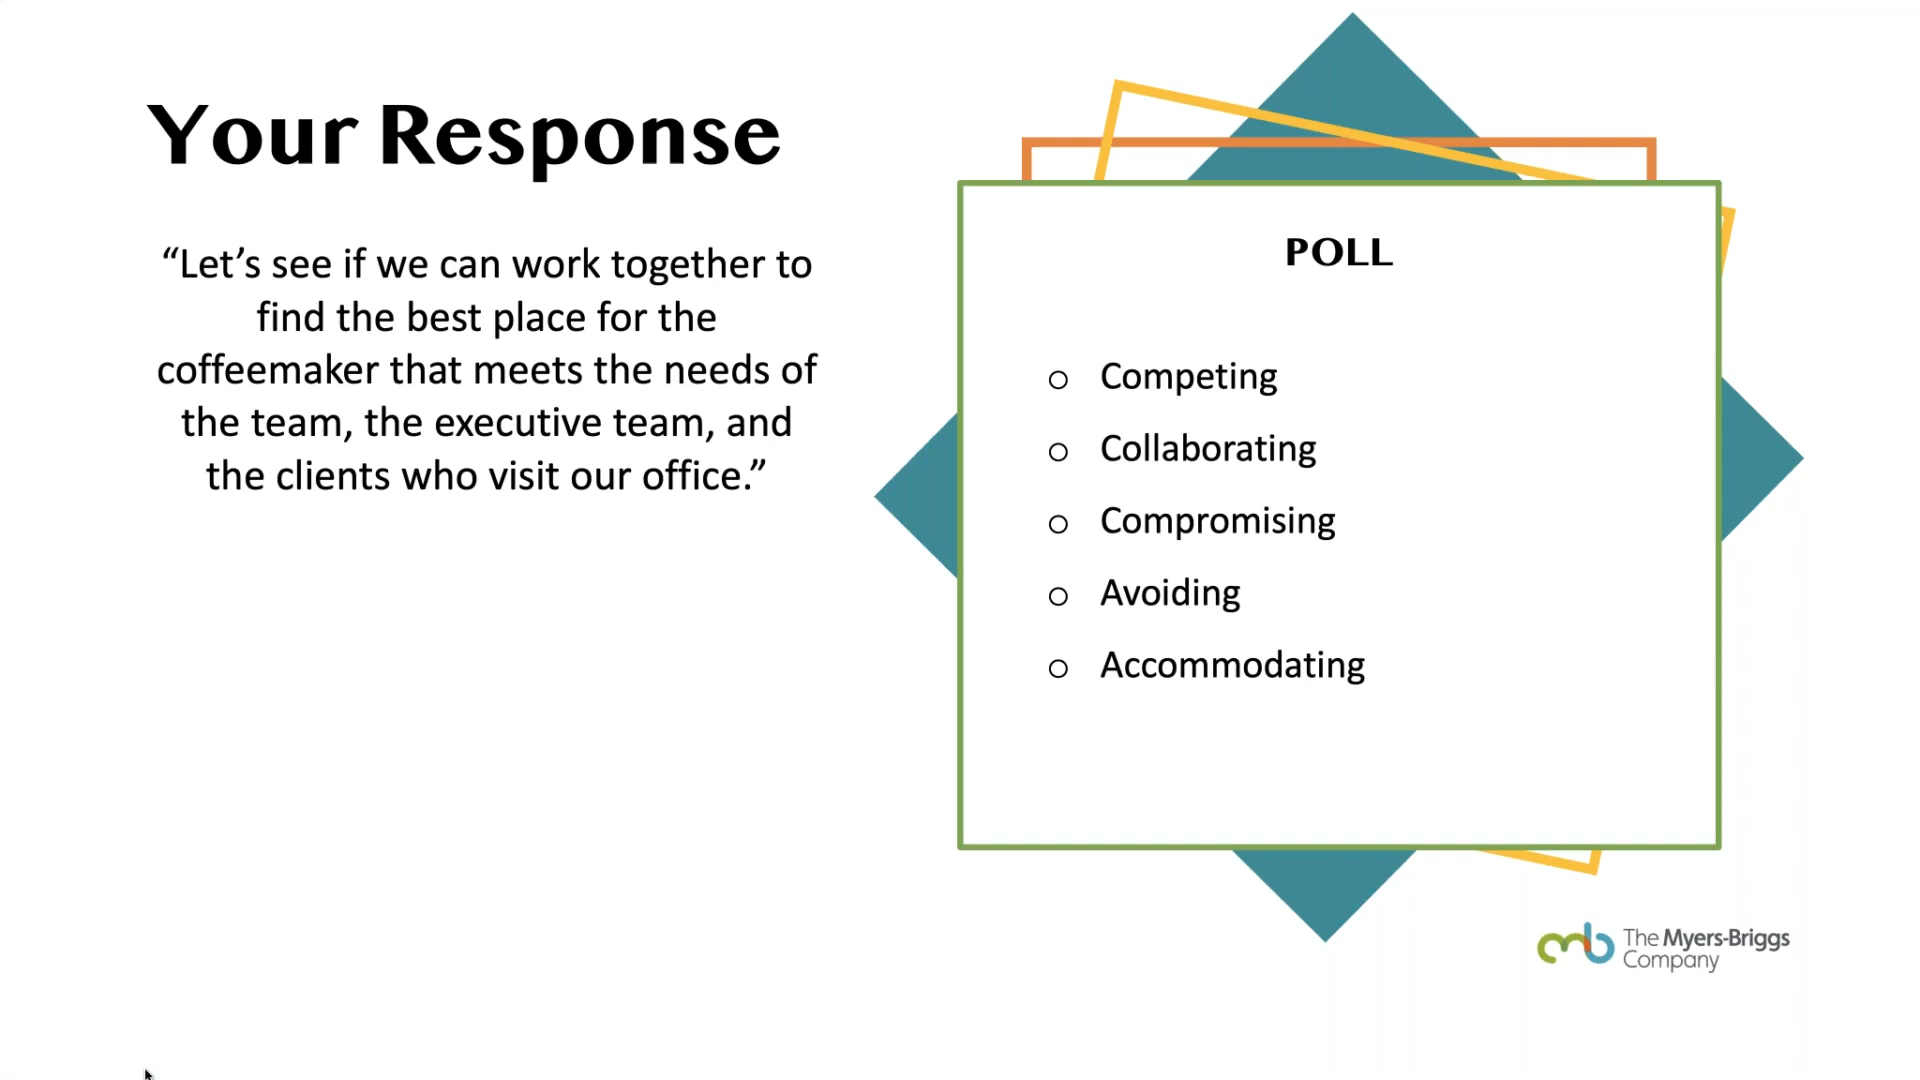 Your Response
“Let’s see if we can work together to
find the best place for the
coffeemaker that meets the needs of
the team, the executive team, and
the clients who visit our office.”
POLL
Competing
Collaborating
Compromising
Avoiding
Accommodating
The Myers-Briggs
Company